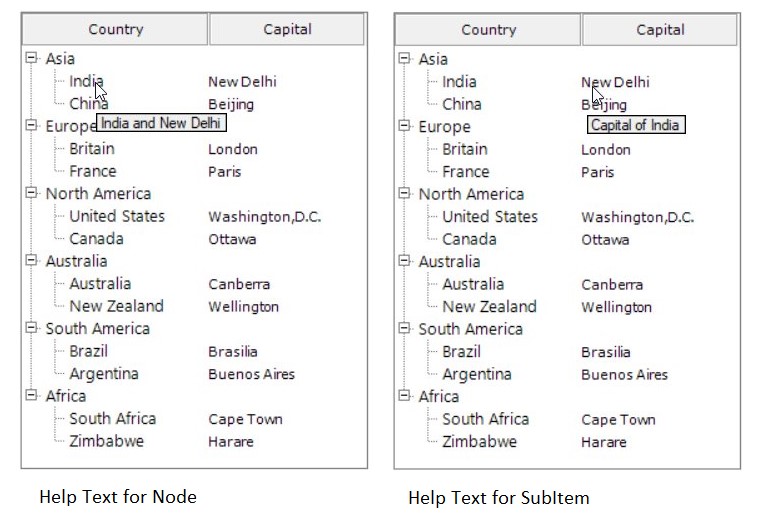 Country Capital
Asia
India New Delhi
China Beijing
India and New Delhi
Europe
Britain London
France Paris
North America
United States Washington,D.C.
Canada Ottawa
Australia
Australia Canberra
New Zealand Wellington
South America
Brazil Brasilia
Argentina Buenos Aires
Africa
South Africa Cape Town
Zimbabwe Harare
Help Text for Node
Country Capital
Asia
India New Delhi
China Beijing
Capital of India
Europe
Britain London
France Paris
North America
United States Washington,D.C.
Canada Ottawa
Australia
Australia Canberra
New Zealand Wellington
South America
Brazil Brasilia
Argentina Buenos Aires
Africa
South Africa Cape Town
Zimbabwe Harare
Help Text for SubItem